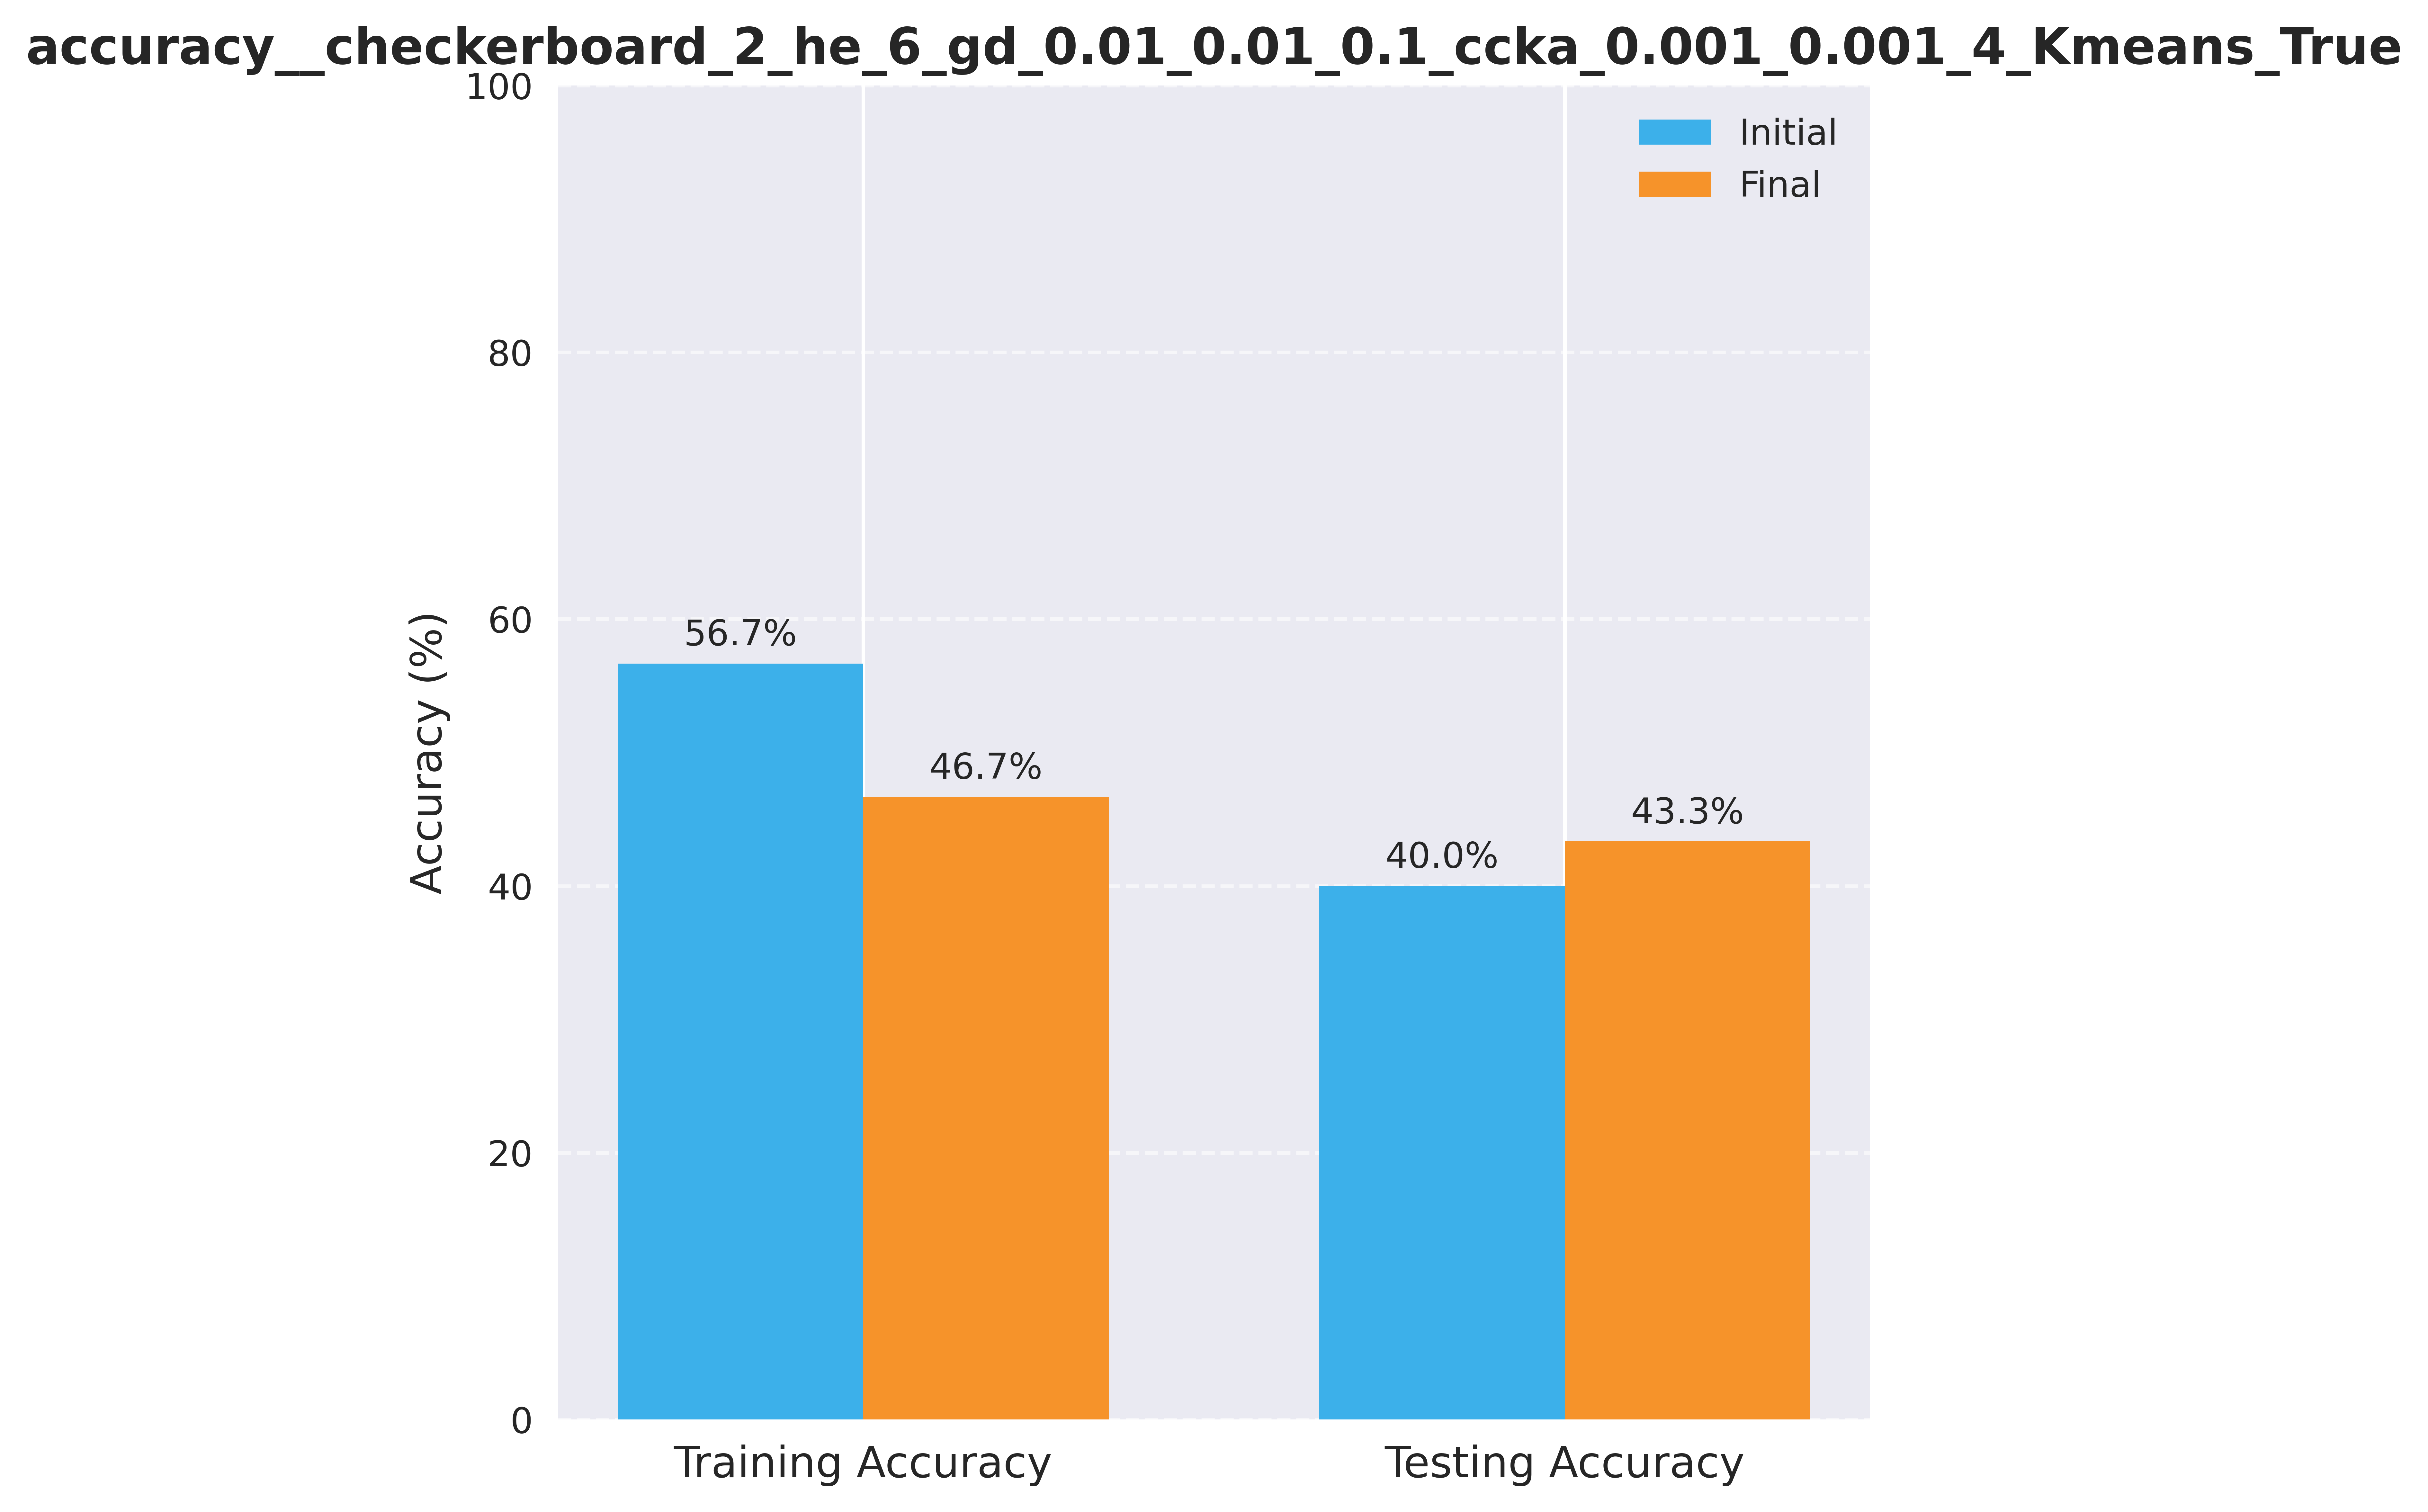 accuracy__checkerboard_2_he_6_gd_0.01_0.01_0.1_ccka_0.001_0.001_4_Kmeans_True
100
80
60
40
20
0
Accuracy (%)
Initial
Final
56.7%
46.7%
40.0%
43.3%
Training Accuracy
Testing Accuracy